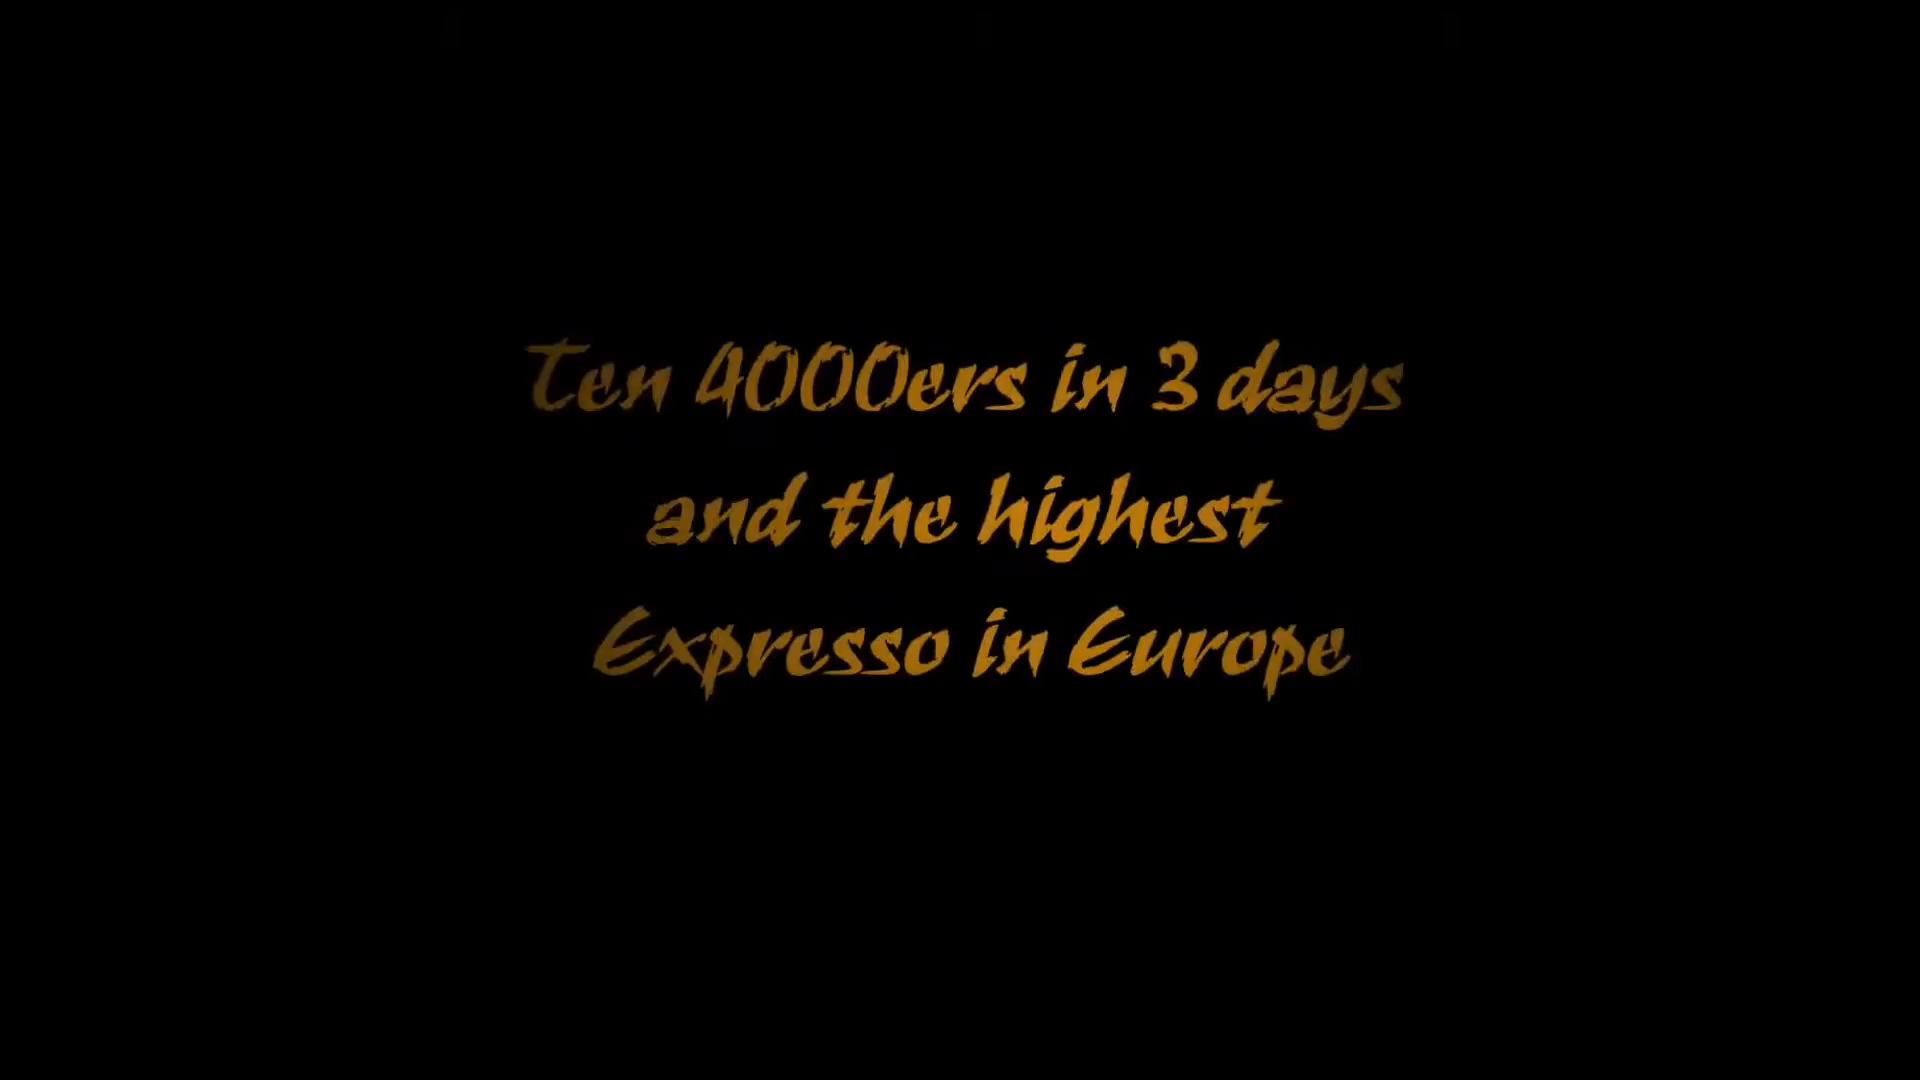 Ten 4000ers in 3 days
and the highest
Expresso in Europe